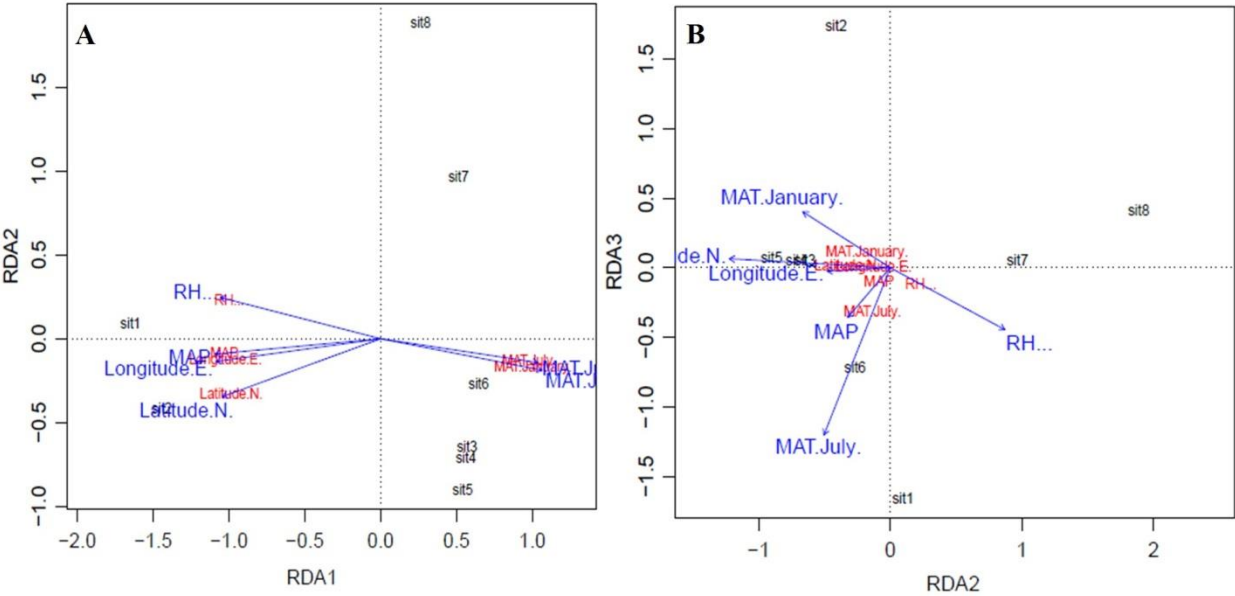 A
sit8
sit7
RH...
RH...
sit1
MAP
MAP
Longitude.E.
Longitude.E.
Latitude.N.
sit2
Latitude.N.
MAT.July.
MAT.January.
MAT.J
MAT.J
sit6
sit3
sit4
sit5
RDA2
1.5
1.0
0.5
0.0
−0.5
−1.0
−2.0 −1.5 −1.0 −0.5 0.0 0.5 1.0
RDA1
B
sit2
MAT.January.
sit8
MAT.January.
de.N.
sit5
sit7
Longitude.E.
MAP
RH...
MAT.July.
MAP
RH...
sit6
MAT.July.
sit1
RDA3
1.5
1.0
0.5
0.0
−0.5
−1.0
−1.5
−1 0 1 2
RDA2